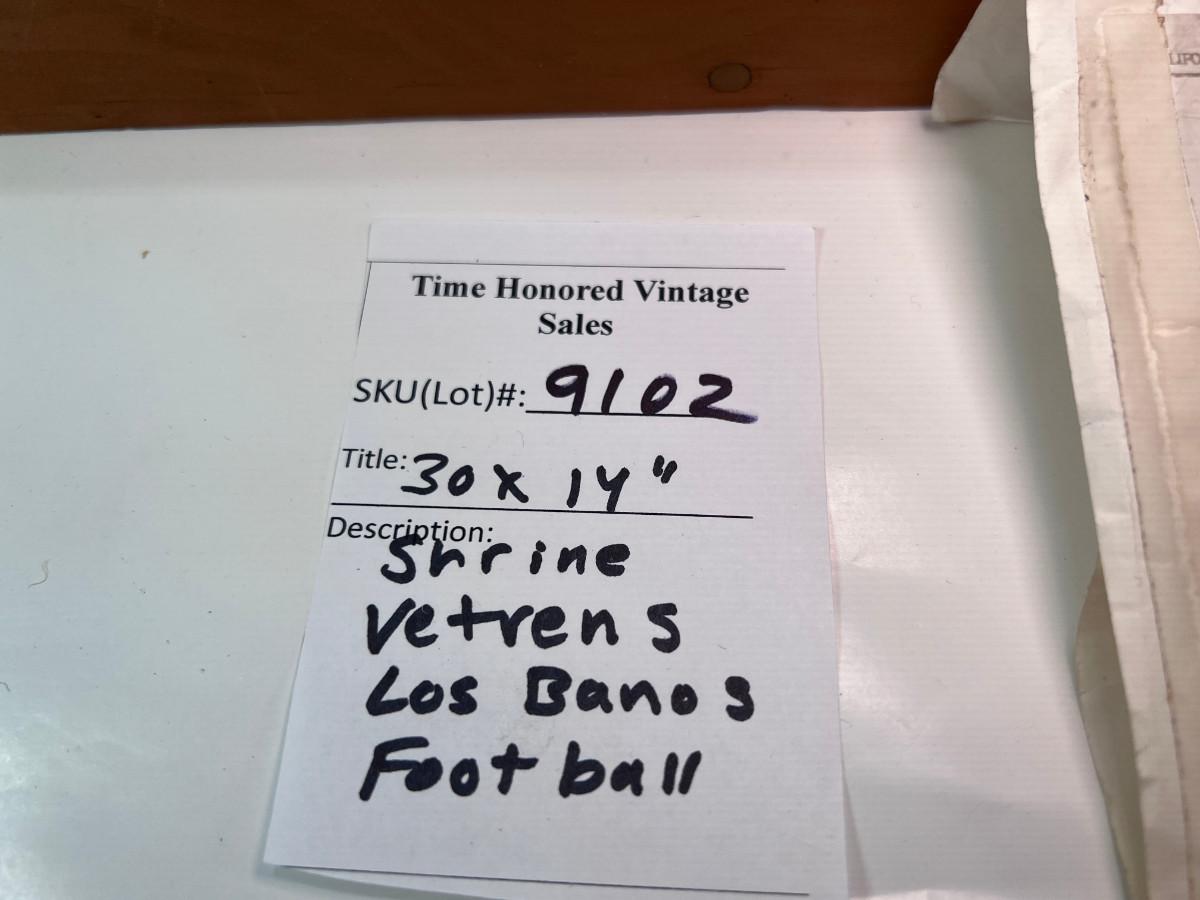 Time Honored Vintage
Sales
SKU(Lot)#: 9102
Title: 30 x 14"
Description:
Shrine
Vetrens
Los Banos
Football